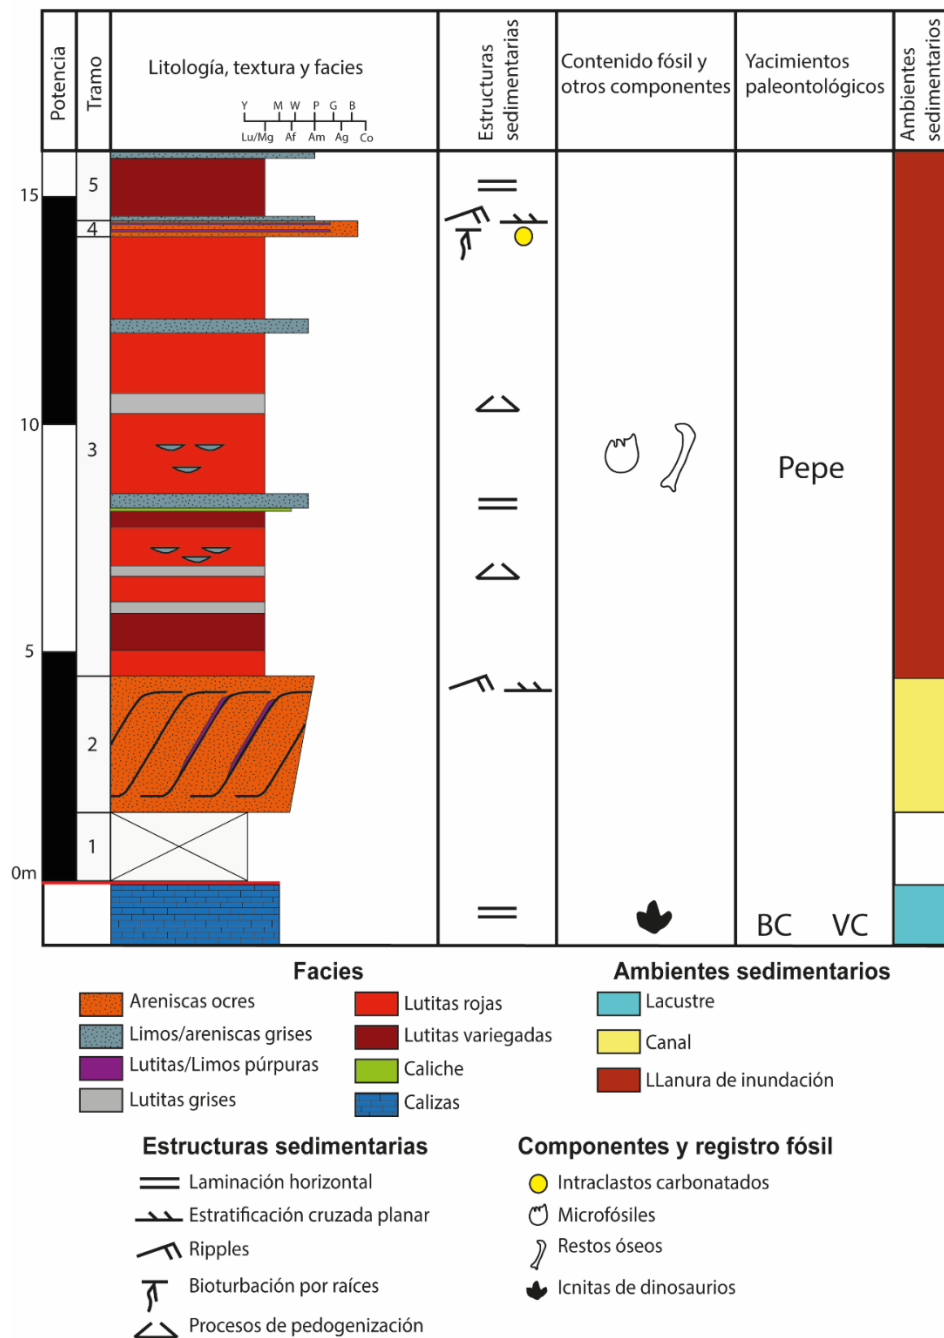 Potencia
Tramo
Litología, textura y facies
Y M W P G B
Lu/Mg Af Am Ag Co
Estructuras
sedimentarias
Contenido fósil y
otros componentes
Yacimientos
paleontológicos
Ambientes
sedimentarios
15
5
4
10
3
Pepe
5
2
1
0m
BC VC
Facies
Areniscas ocres
Limos/areniscas grises
Lutitas/Limos púrpuras
Lutitas grises
Lutitas rojas
Lutitas variegadas
Caliche
Calizas
Ambientes sedimentarios
Lacustre
Canal
LLanura de inundación
Estructuras sedimentarias
Laminación horizontal
Estratificación cruzada planar
Ripples
Bioturbación por raíces
Procesos de pedogenización
Componentes y registro fósil
Intraclastos carbonatados
Microfósiles
Restos óseos
Icnitas de dinosaurios